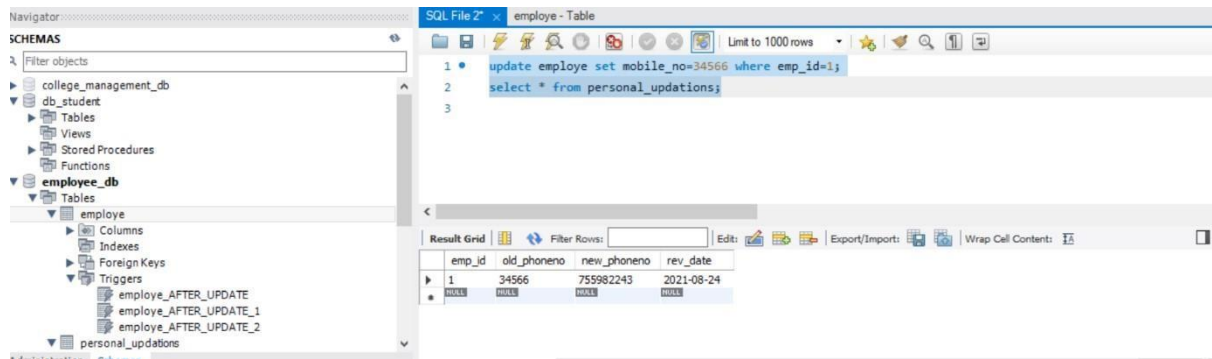 Navigator
SCHEMAS
Filter objects
college_management_db
db_student
Tables
Views
Stored Procedures
Functions
employee_db
Tables
employe
Columns
Indexes
Foreign Keys
Triggers
employe_AFTER_UPDATE
employe_AFTER_UPDATE_1
employe_AFTER_UPDATE_2
personal_updations
SQL File 2* employe - Table
Limit to 1000 rows
1 update employe set mobile_no=34566 where emp_id=1;
2 select * from personal_updations;
3
Result Grid Filter Rows: Edit: Export/Import: Wrap Cell Content:
emp_id old_phoneno new_phoneno rev_date
1 34566 755982243 2021-08-24
NULL NULL NULL NULL